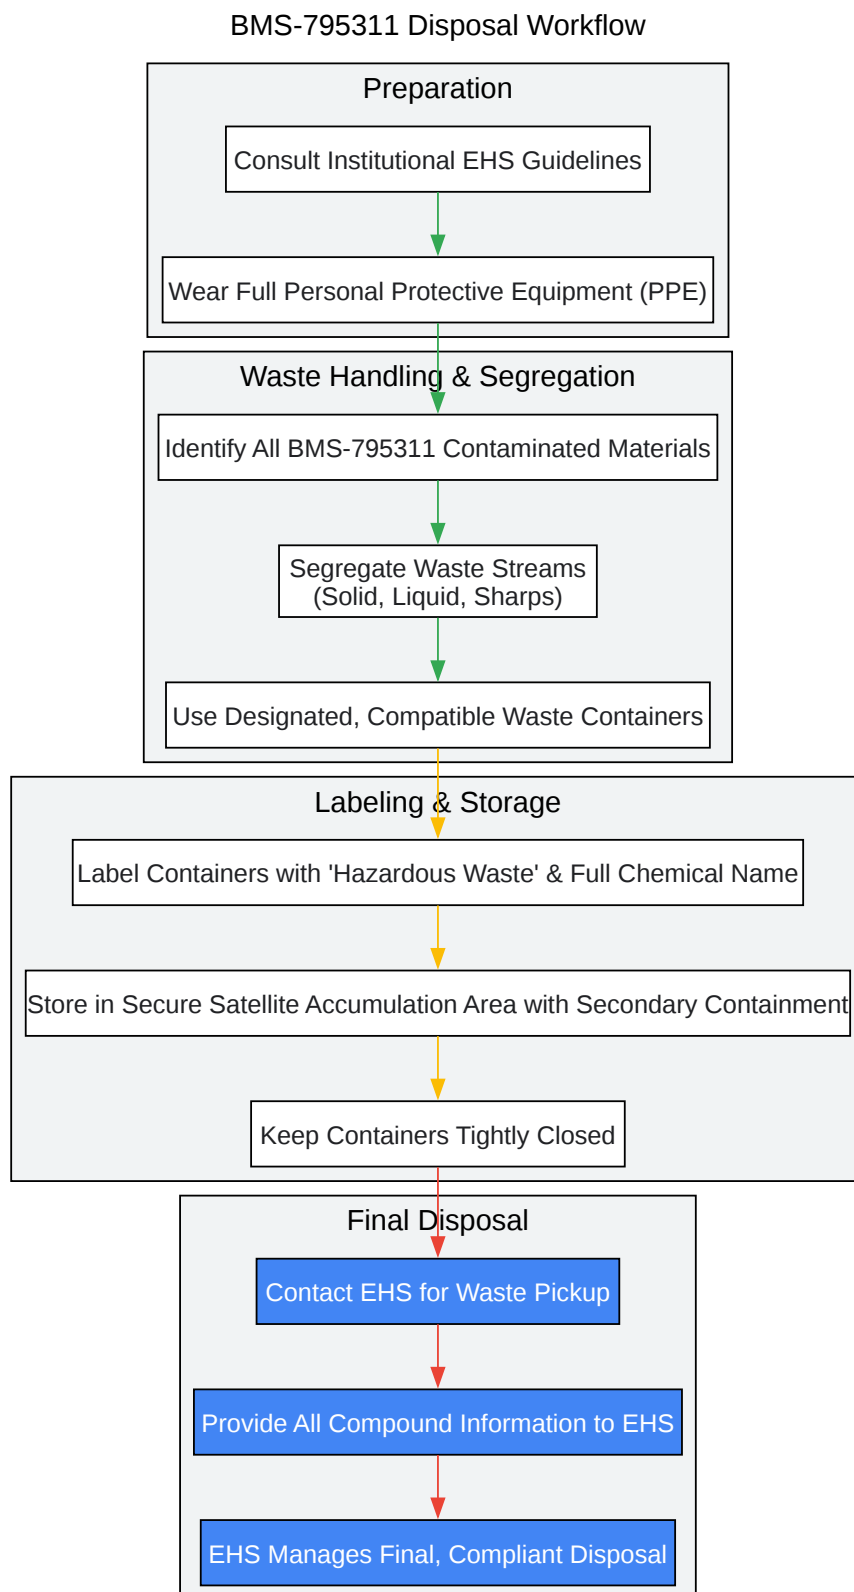 BMS-795311 Disposal Workflow
Preparation
Consult Institutional EHS Guidelines
Wear Full Personal Protective Equipment (PPE)
Waste Handling & Segregation
Identify All BMS-795311 Contaminated Materials
Segregate Waste Streams
(Solid, Liquid, Sharps)
Use Designated, Compatible Waste Containers
Labeling & Storage
Label Containers with 'Hazardous Waste' & Full Chemical Name
Store in Secure Satellite Accumulation Area with Secondary Containment
Keep Containers Tightly Closed
Final Disposal
Contact EHS for Waste Pickup
Provide All Compound Information to EHS
EHS Manages Final, Compliant Disposal